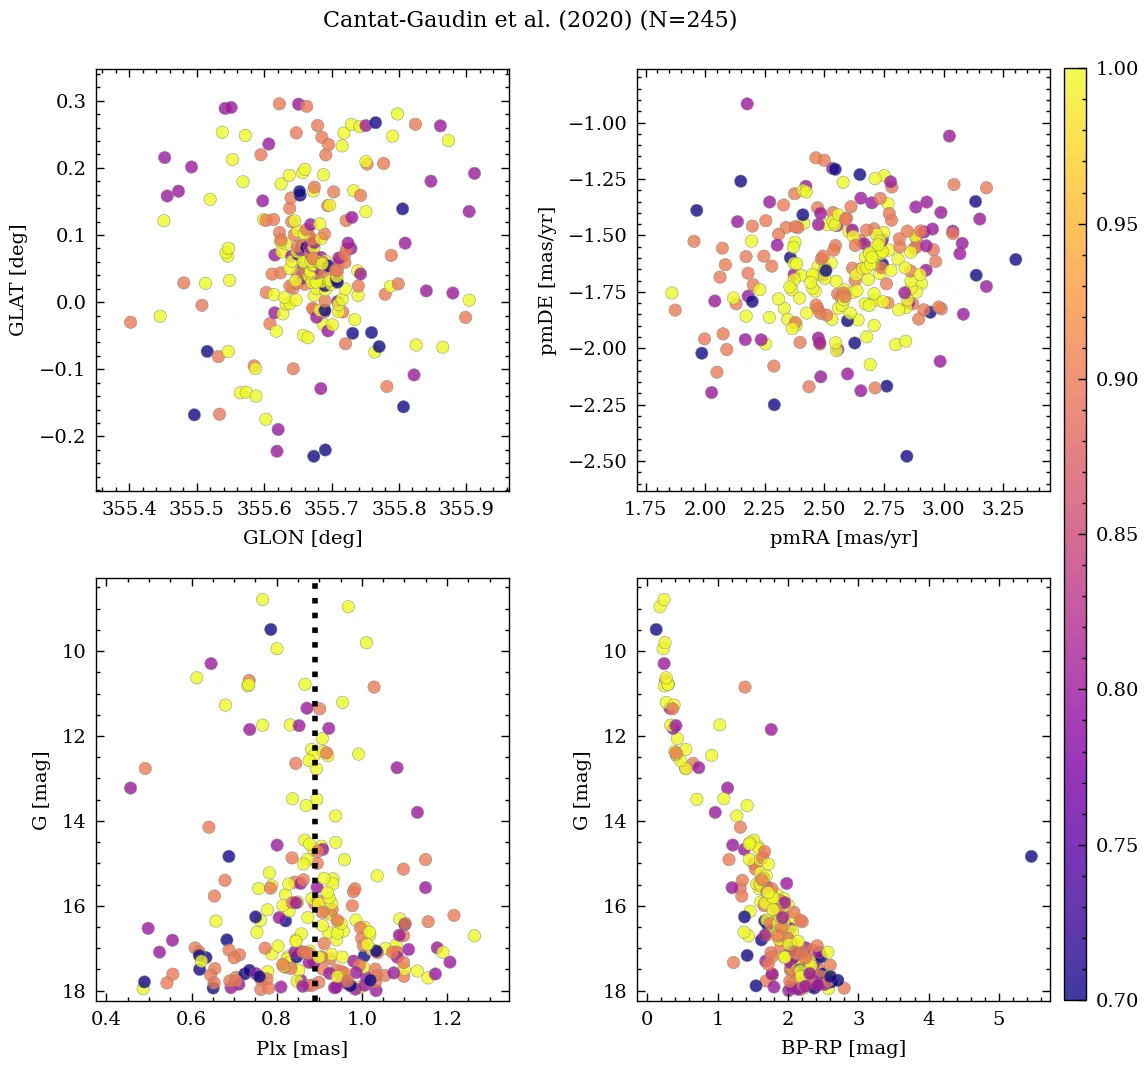 Cantat-Gaudin et al. (2020) (N=245)
0.3
0.2
0.1
0.0
−0.1
−0.2
GLAT [deg]
355.4 355.5 355.6 355.7 355.8 355.9
GLON [deg]
−1.00
−1.25
−1.50
−1.75
−2.00
−2.25
−2.50
pmDE [mas/yr]
1.75 2.00 2.25 2.50 2.75 3.00 3.25
pmRA [mas/yr]
10
12
14
16
18
G [mag]
0.4 0.6 0.8 1.0 1.2
Plx [mas]
10
12
14
16
18
G [mag]
0 1 2 3 4 5
BP-RP [mag]
1.00
0.95
0.90
0.85
0.80
0.75
0.70